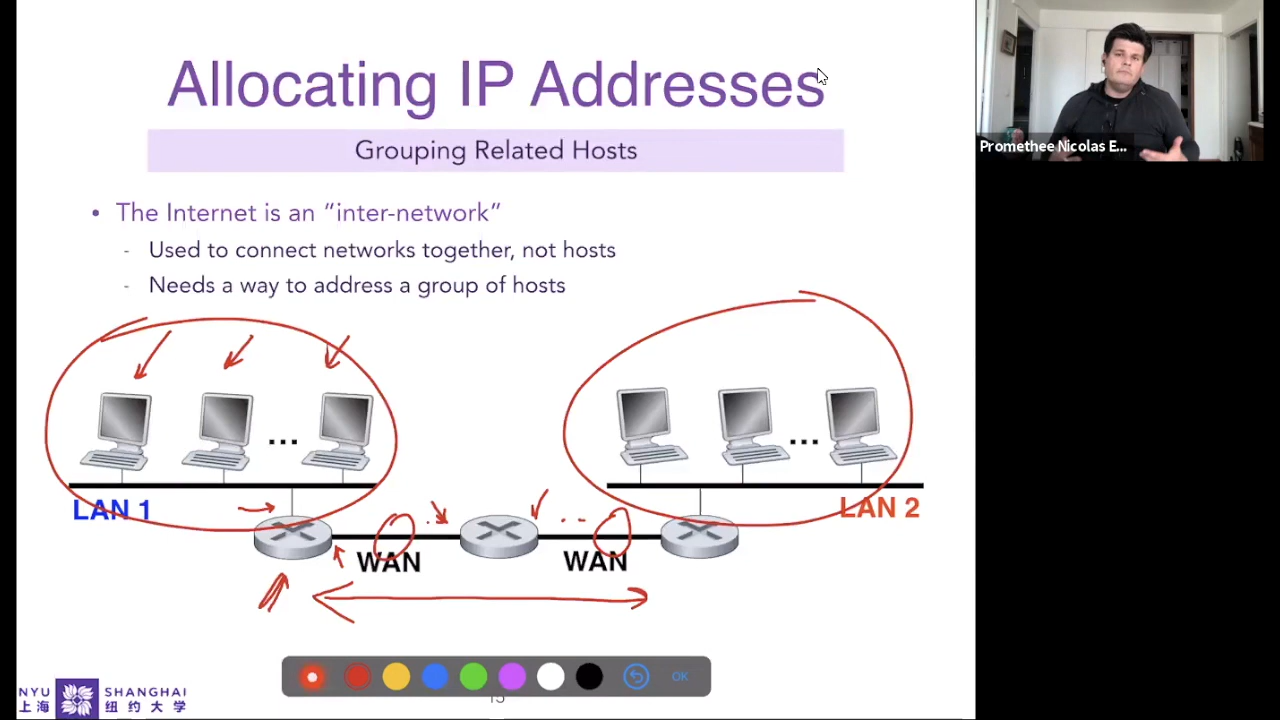 Allocating IP Addresses
Grouping Related Hosts
Promethee Nicolas E...
• The Internet is an “inter-network”
- Used to connect networks together, not hosts
- Needs a way to address a group of hosts
...
...
LAN 1
LAN 2
WAN
WAN
OK
15
NYU SHANGHAI
上海 纽约大学